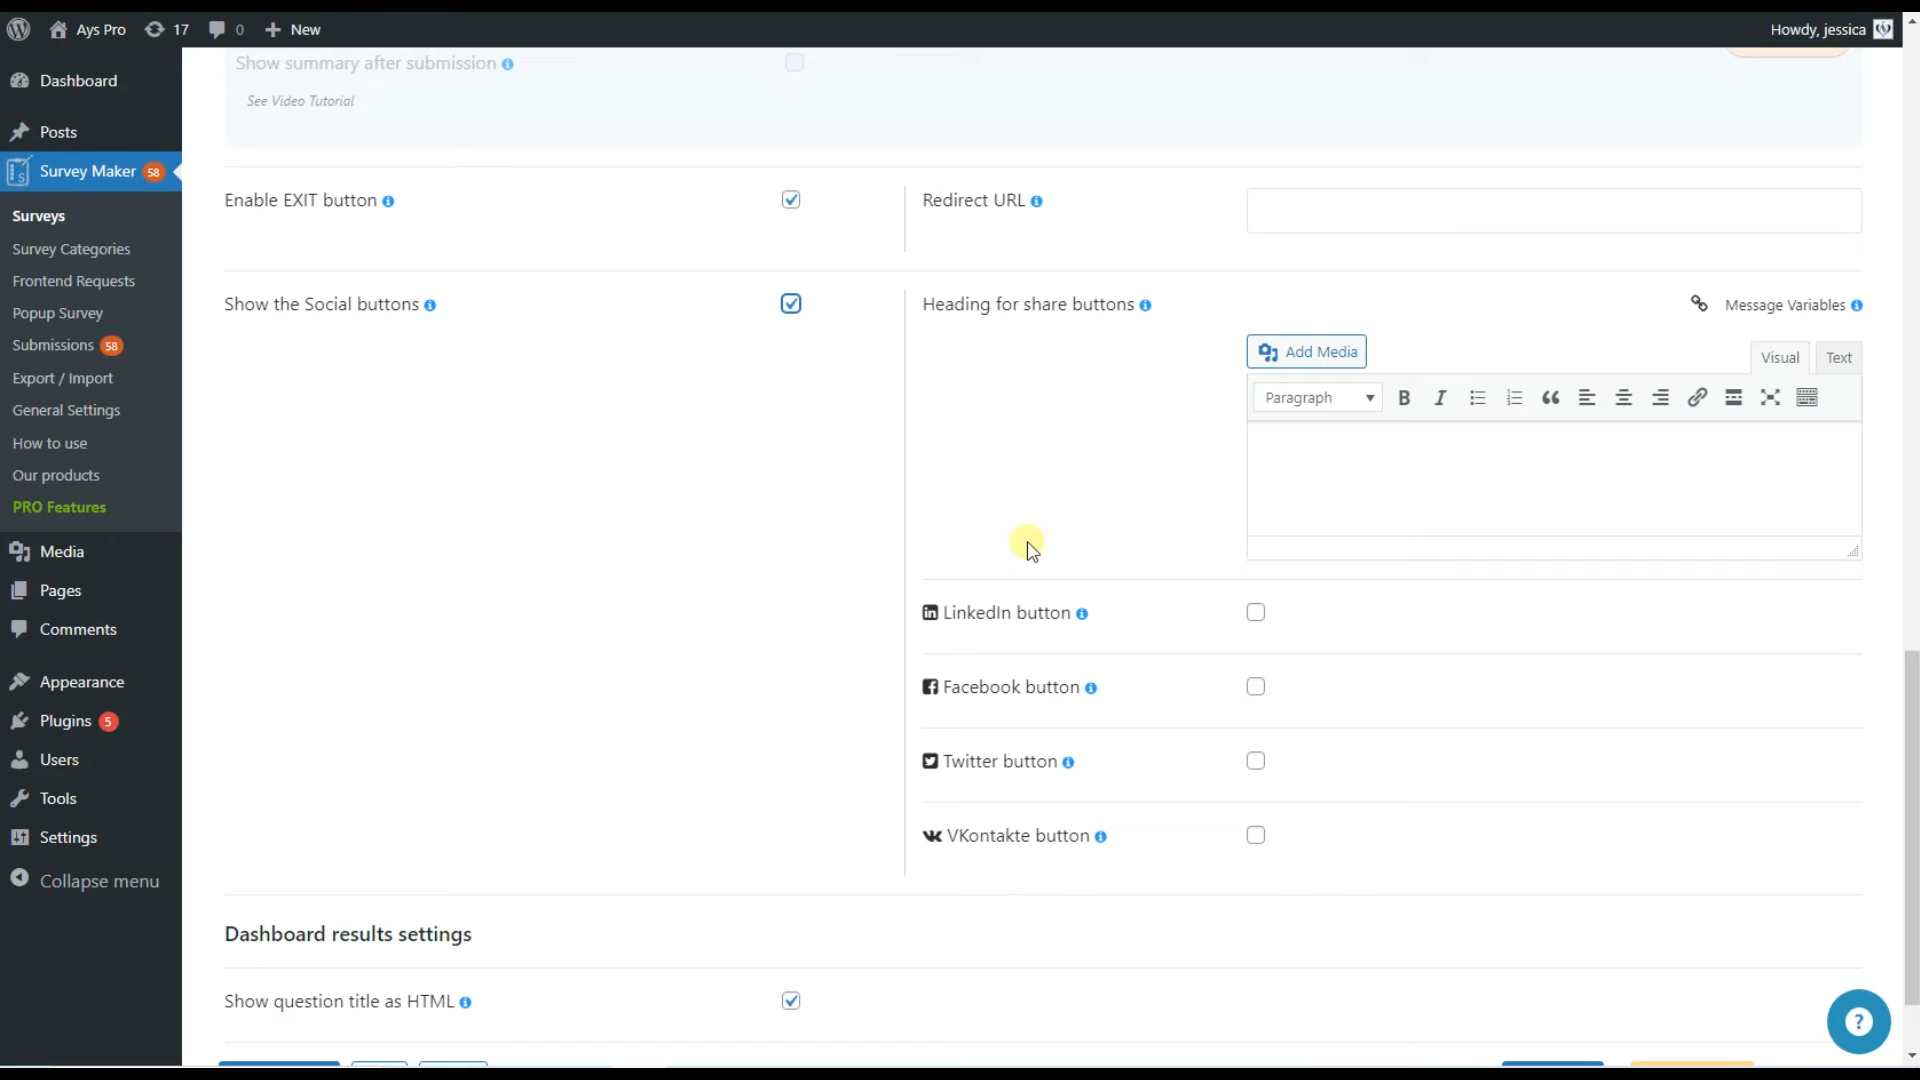 Ays Pro 17 0 New
Howdy, jessica
Dashboard
Posts
Survey Maker 58
Surveys
Survey Categories
Frontend Requests
Popup Survey
Submissions 58
Export / Import
General Settings
How to use
Our products
PRO Features
Media
Pages
Comments
Appearance
Plugins 5
Users
Tools
Settings
Collapse menu
Show summary after submission
See Video Tutorial
Enable EXIT button
Redirect URL
Show the Social buttons
Heading for share buttons
Message Variables
Add Media
Visual Text
Paragraph
LinkedIn button
Facebook button
Twitter button
VKontakte button
Dashboard results settings
Show question title as HTML